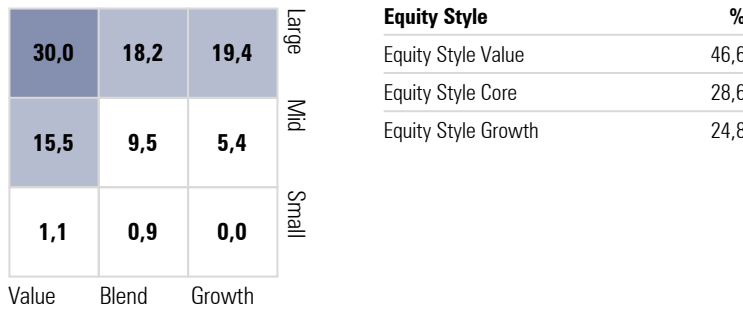 30,0 18,2 19,4 Large
15,5 9,5 5,4 Mid
1,1 0,9 0,0 Small
Value Blend Growth
Equity Style %
Equity Style Value 46,6
Equity Style Core 28,6
Equity Style Growth 24,8